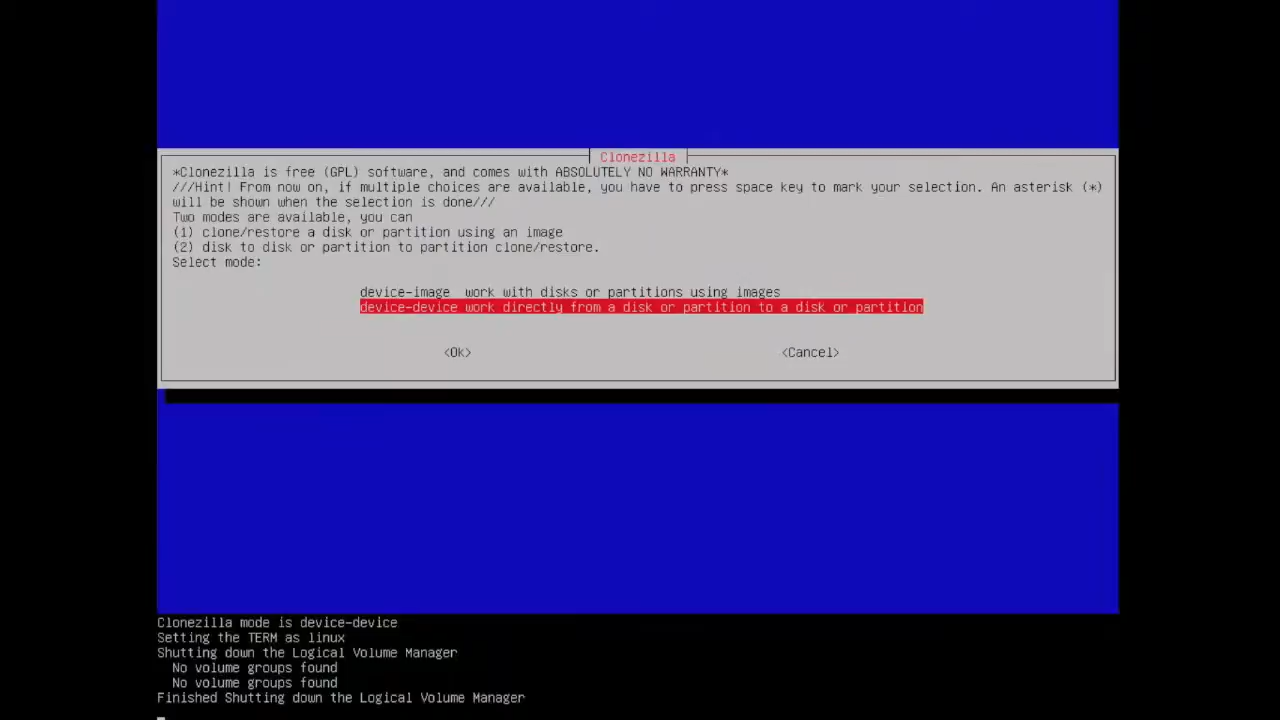 Clonezilla
*Clonezilla is free (GPL) software, and comes with ABSOLUTELY NO WARRANTY*
///Hint! From now on, if multiple choices are available, you have to press space key to mark your selection. An asterisk (*)
will be shown when the selection is done///
Two modes are available, you can
(1) clone/restore a disk or partition using an image
(2) disk to disk or partition to partition clone/restore.
Select mode:
device-image work with disks or partitions using images
device-device work directly from a disk or partition to a disk or partition
<Ok> <Cancel>
Clonezilla mode is device-device
Setting the TERM as linux
Shutting down the Logical Volume Manager
No volume groups found
No volume groups found
Finished Shutting down the Logical Volume Manager